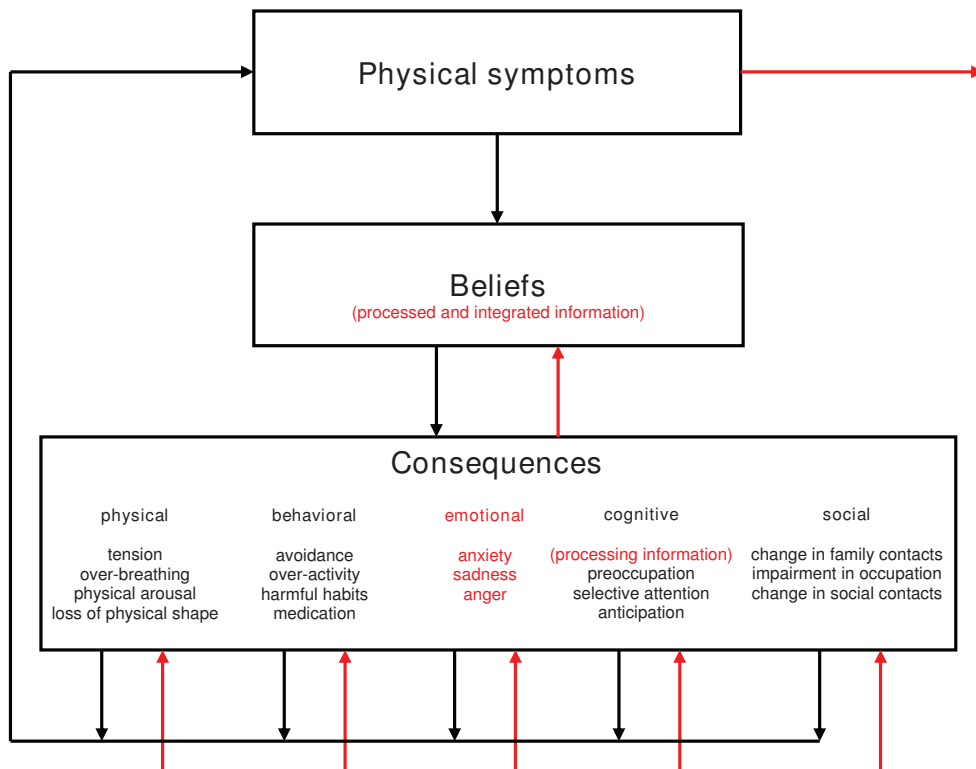 Physical symptoms
Beliefs
(processed and integrated information)
Consequences
physical
tension
over-breathing
physical arousal
loss of physical shape
behavioral
avoidance
over-activity
harmful habits
medication
emotional
anxiety
sadness
anger
cognitive
(processing information)
preoccupation
selective attention
anticipation
social
change in family contacts
impairment in occupation
change in social contacts